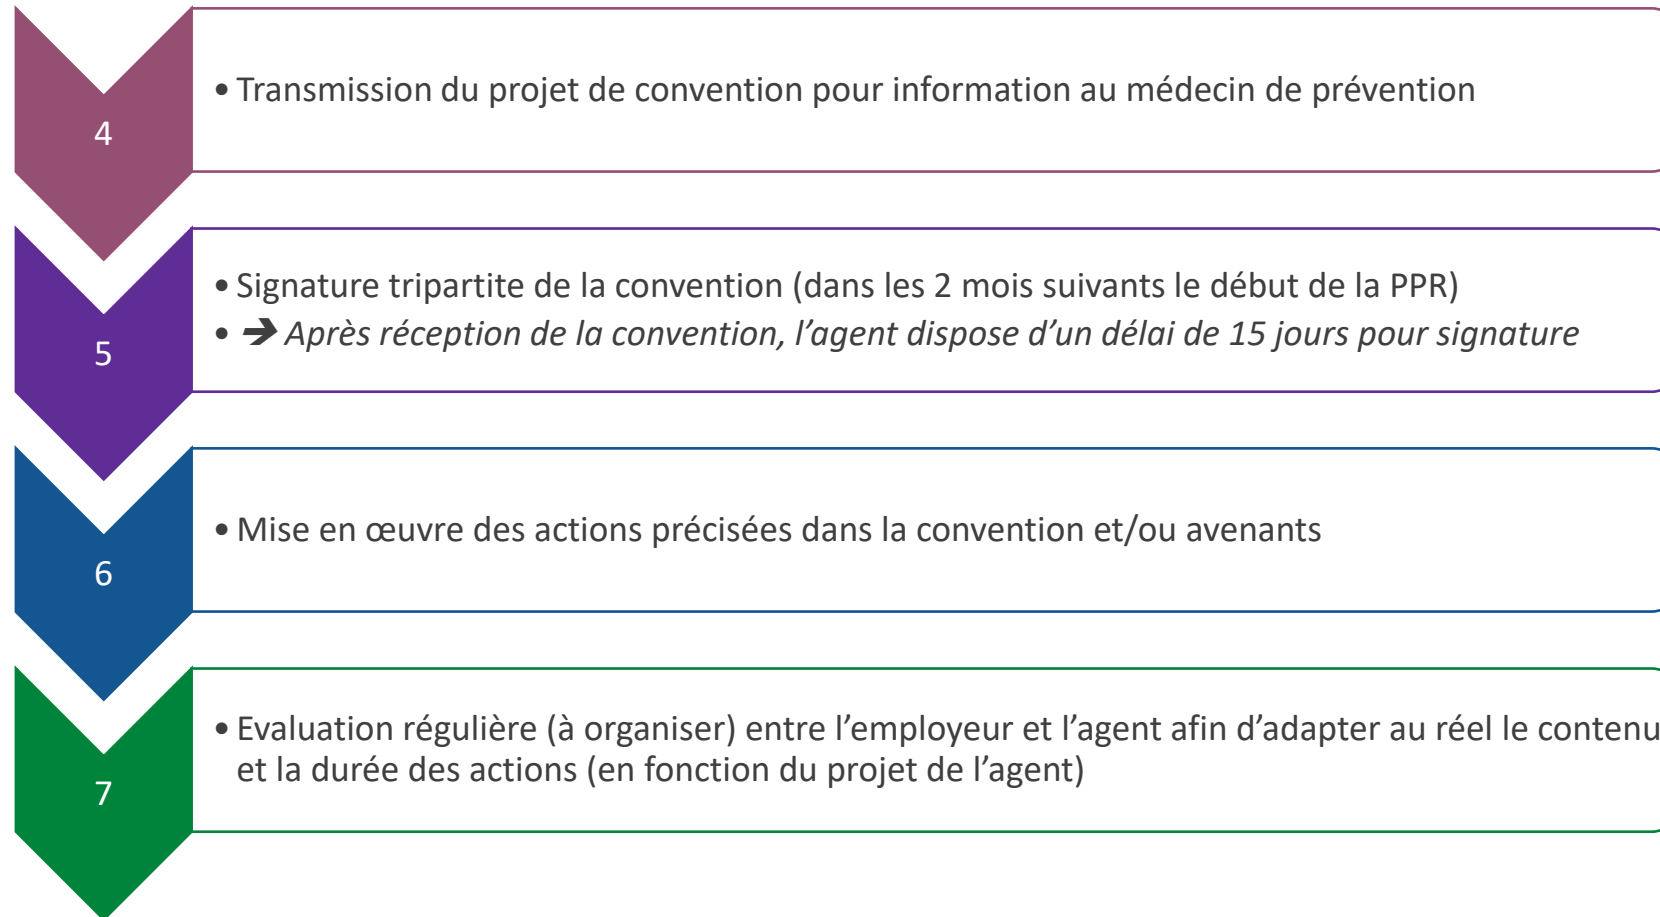 4
• Transmission du projet de convention pour information au médecin de prévention
5
• Signature tripartite de la convention (dans les 2 mois suivants le début de la PPR)
• ➔ Après réception de la convention, l’agent dispose d’un délai de 15 jours pour signature
6
• Mise en œuvre des actions précisées dans la convention et/ou avenants
7
• Evaluation régulière (à organiser) entre l’employeur et l’agent afin d’adapter au réel le contenu
et la durée des actions (en fonction du projet de l’agent)